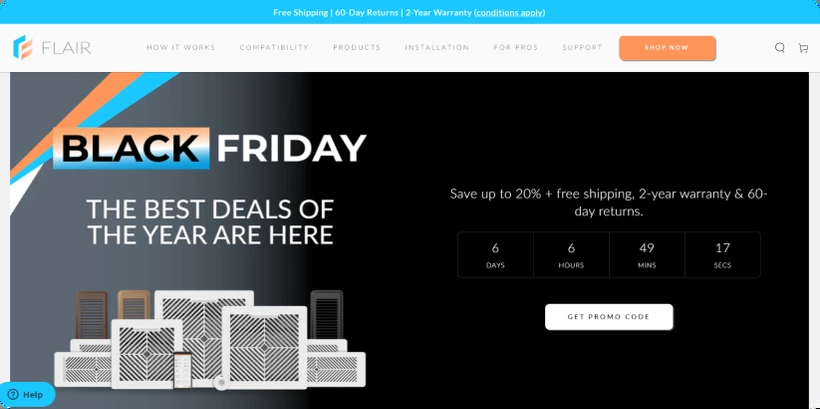 Free Shipping | 60-Day Returns | 2-Year Warranty (conditions apply)
FLAIR
HOW IT WORKS
COMPATIBILITY
PRODUCTS
INSTALLATION
FOR PROS
SUPPORT
SHOP NOW
BLACK FRIDAY
THE BEST DEALS OF
THE YEAR ARE HERE
Save up to 20% + free shipping, 2-year warranty & 60-
day returns.
6 6 49 17
DAYS HOURS MINS SECS
GET PROMO CODE
Help